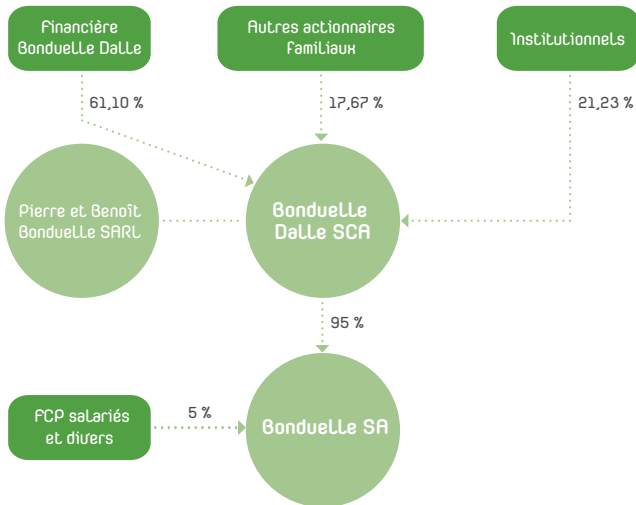 Financière
Bonduelle Dalle
Autres actionnaires
familiaux
Institutionnels
61,10 %
17,67 %
21,23 %
Pierre et Benoît
Bonduelle SARL
Bonduelle
Dalle SCA
95 %
FCP salariés
et divers
5 %
Bonduelle SA